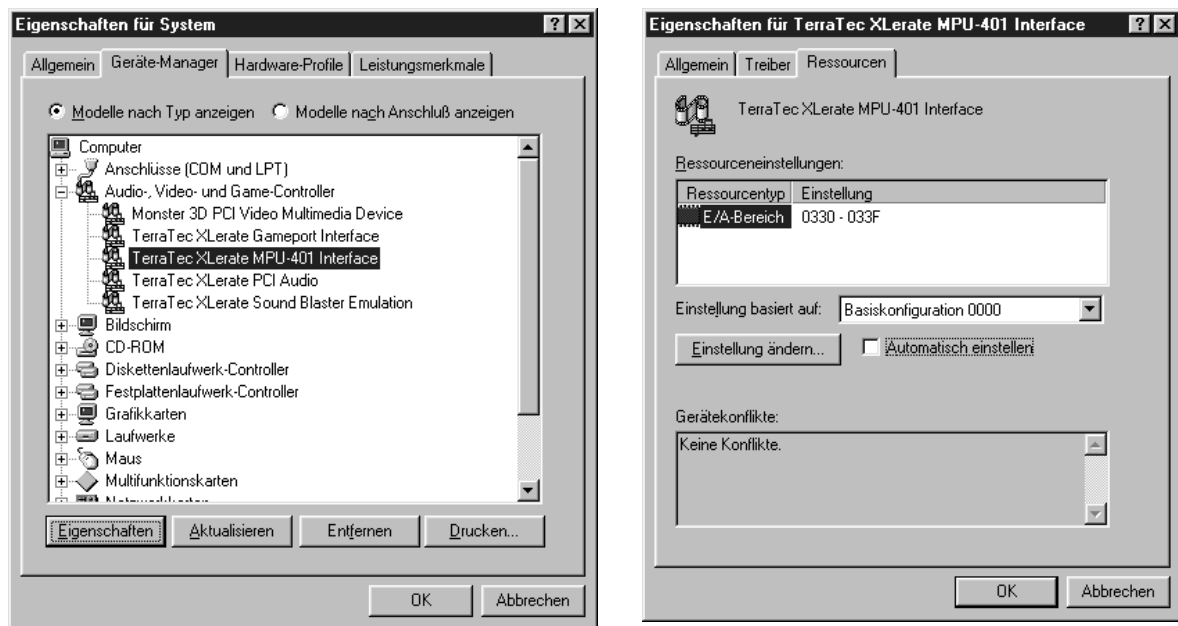 Eigenschaften für System
Allgemein Geräte-Manager Hardware-Profile Leistungsmerkmale
Modelle nach Typ anzeigen Modelle nach Anschluß anzeigen
Computer
Anschlüsse (COM und LPT)
Audio-, Video- und Game-Controller
Monster 3D PCI Video Multimedia Device
TerraTec XLerate Gameport Interface
TerraTec XLerate MPU-401 Interface
TerraTec XLerate PCI Audio
TerraTec XLerate Sound Blaster Emulation
Bildschirm
CD-ROM
Diskettenlaufwerk-Controller
Festplattenlaufwerk-Controller
Grafikkarten
Laufwerke
Maus
Multifunktionskarten
Eigenschaften Aktualisieren Entfernen Drucken...
OK Abbrechen
Eigenschaften für TerraTec XLerate MPU-401 Interface
Allgemein Treiber Ressourcen
TerraTec XLerate MPU-401 Interface
Ressourceneinstellungen:
Ressourcentyp Einstellung
E/A-Bereich 0330 - 033F
Einstellung basiert auf: Basiskonfiguration 0000
Einstellung ändern... Automatisch einstellen
Gerätekonflikte:
Keine Konflikte.
OK Abbrechen